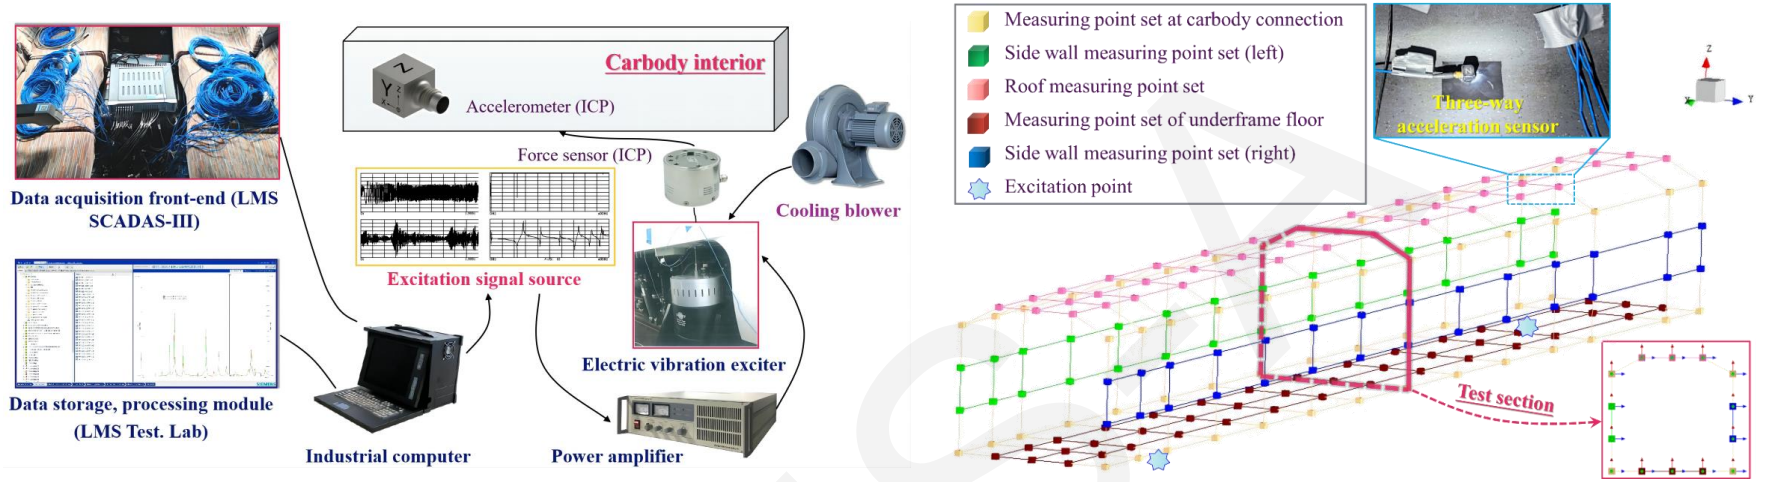 Carbody interior
Z
Y
X
Accelerometer (ICP)
Force sensor (ICP)
Cooling blower
Data acquisition front-end (LMS
SCADAS-III)
Excitation signal source
Electric vibration exciter
SIEMENS
Data storage, processing module
(LMS Test. Lab)
Industrial computer
Power amplifier
Measuring point set at carbody connection
Side wall measuring point set (left)
Roof measuring point set
Measuring point set of underframe floor
Side wall measuring point set (right)
Excitation point
Three-way
acceleration sensor
Z
X
Y
Test section